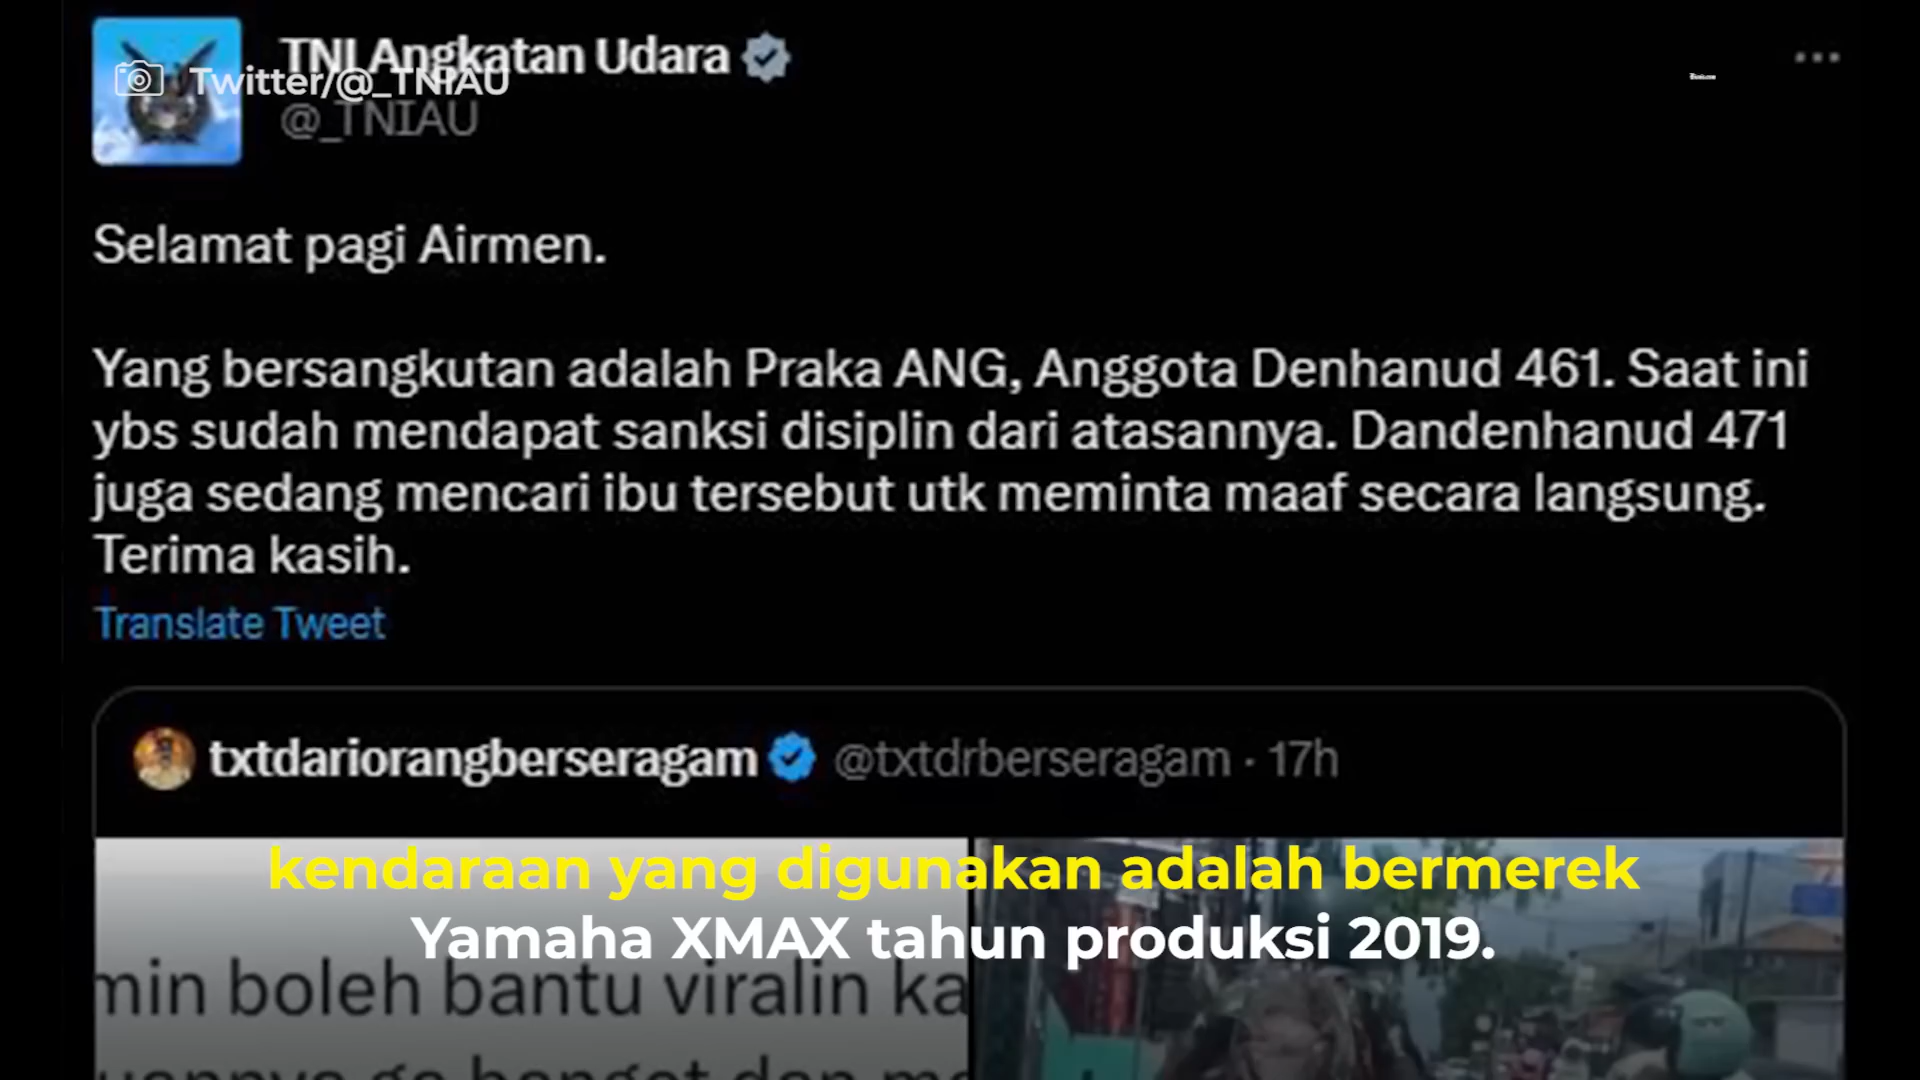 TNI Angkatan Udara
Twitter/@_TNIAU
@_TNIAU
Selamat pagi Airmen.
Yang bersangkutan adalah Praka ANG, Anggota Denhanud 461. Saat ini
ybs sudah mendapat sanksi disiplin dari atasannya. Dandenhanud 471
juga sedang mencari ibu tersebut utk meminta maaf secara langsung.
Terima kasih.
Translate Tweet
txtdariorangberseragam @txtdrberseragam · 17h
kendaraan yang digunakan adalah bermerek
Yamaha XMAX tahun produksi 2019.
min boleh bantu viralin ka